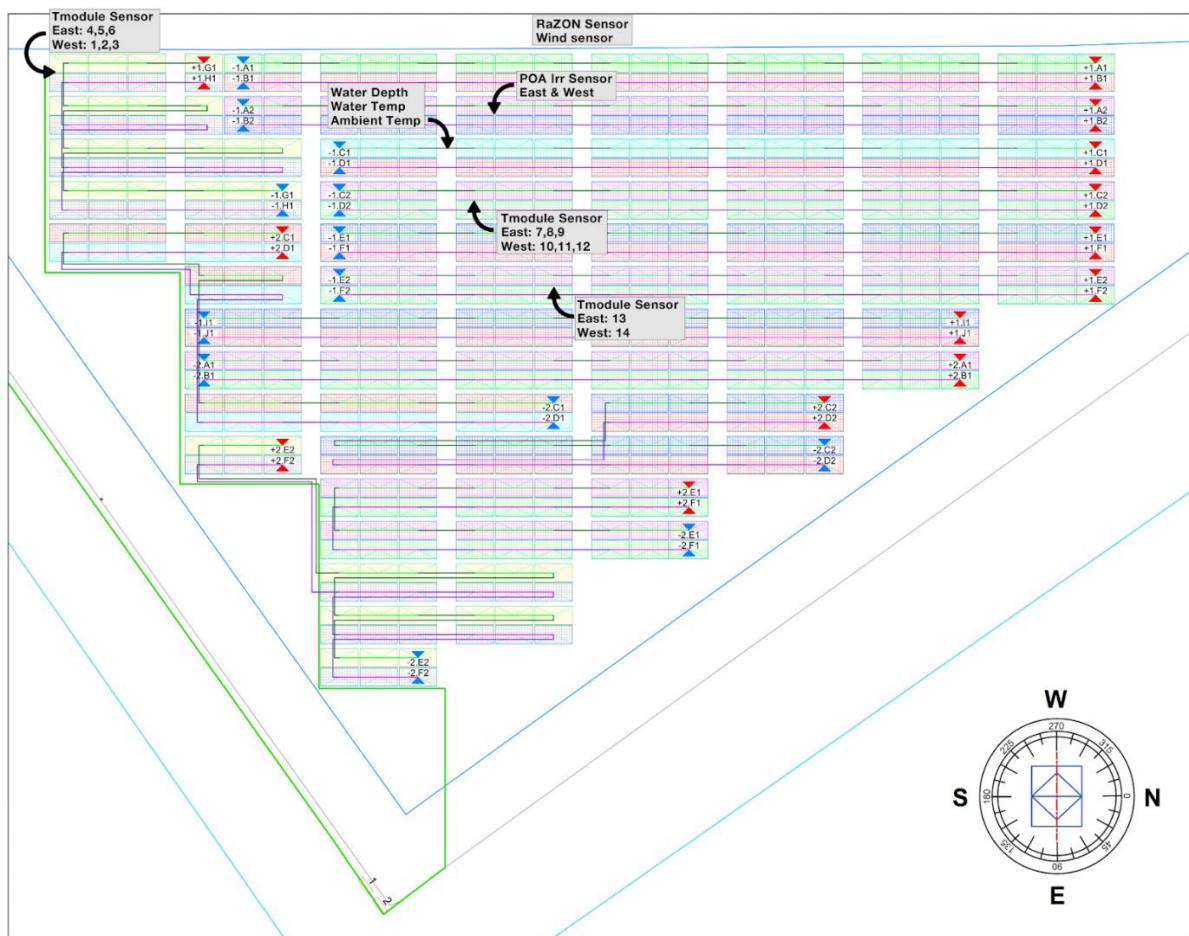 Tmodule Sensor
East: 4,5,6
West: 1,2,3
RaZON Sensor
Wind sensor
+1.G1
+1.H1
-1.A1
-1.B1
+1.A1
+1.B1
POA Irr Sensor
East & West
Water Depth
Water Temp
Ambient Temp
-1.A2
-1.B2
+1.A2
+1.B2
-1.C1
-1.D1
+1.C1
+1.D1
-1.G1
-1.H1
-1.C2
-1.D2
+1.C2
+1.D2
Tmodule Sensor
East: 7,8,9
West: 10,11,12
+2.C1
+2.D1
-1.E1
-1.F1
+1.E1
+1.F1
-1.E2
-1.F2
+1.E2
+1.F2
Tmodule Sensor
East: 13
West: 14
-1.I1
-1.J1
+1.I1
+1.J1
-2.A1
-2.B1
+2.A1
+2.B1
-2.C1
-2.D1
+2.C2
+2.D2
+2.E2
+2.F2
-2.C2
-2.D2
+2.E1
+2.F1
-2.E1
-2.F1
-2.E2
-2.F2
1
2
W
270
225
315
S
180
0
N
135
45
90
E